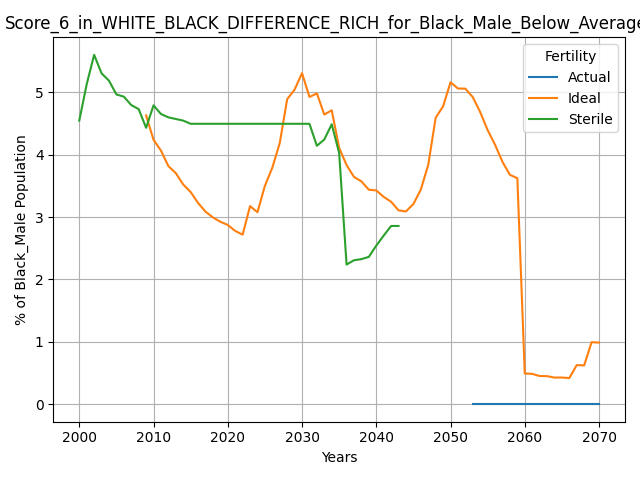 Score_6_in_WHITE_BLACK_DIFFERENCE_RICH_for_Black_Male_Below_Average
Fertility
Actual
Ideal
Sterile
% of Black_Male Population
5
4
3
2
1
0
2000 2010 2020 2030 2040 2050 2060 2070
Years